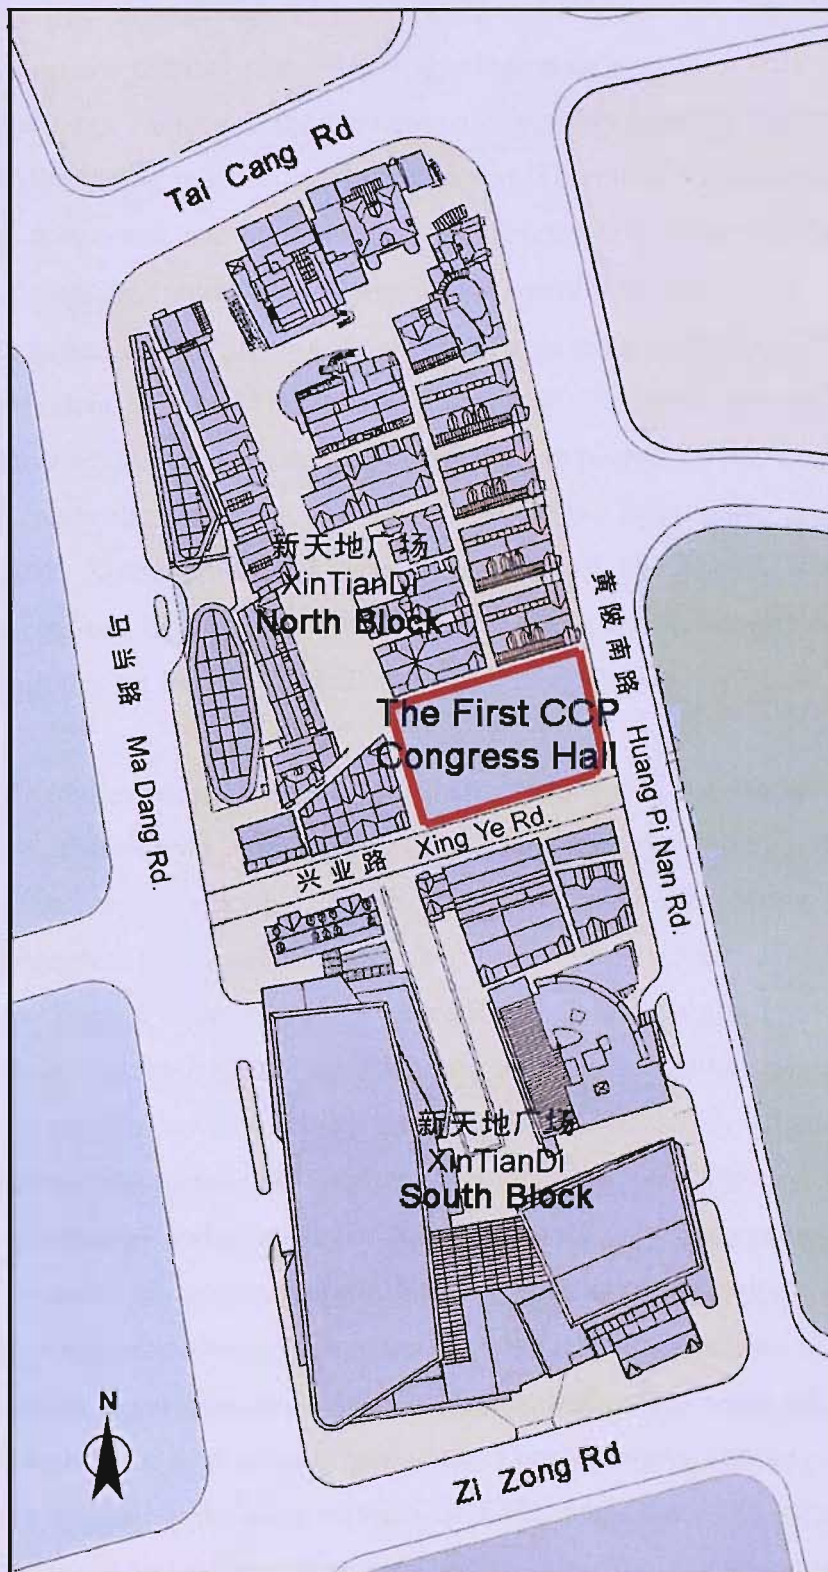 Tai Cang Rd
新天地广场
XinTianDi
North Block
马当路 Ma Dang Rd.
黄陂南路 Huang Pi Nan Rd.
The First CCP
Congress Hall
兴业路 Xing Ye Rd.
新天地广场
XinTianDi
South Block
N
Zi Zong Rd